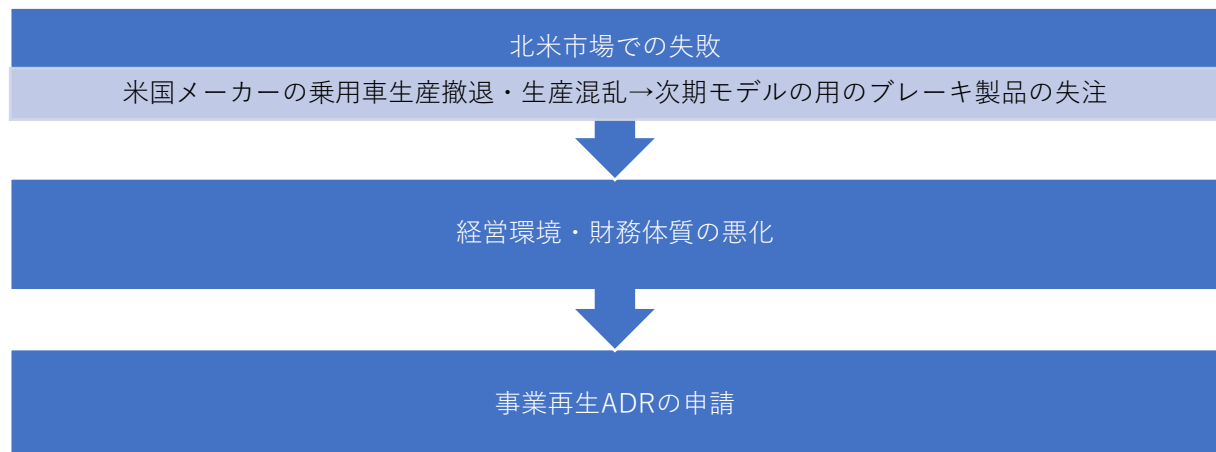 北米市場での失敗
米国メーカーの乗用車生産撤退・生産混乱→次期モデルの用のブレーキ製品の失注
経営環境・財務体質の悪化
事業再生ADRの申請